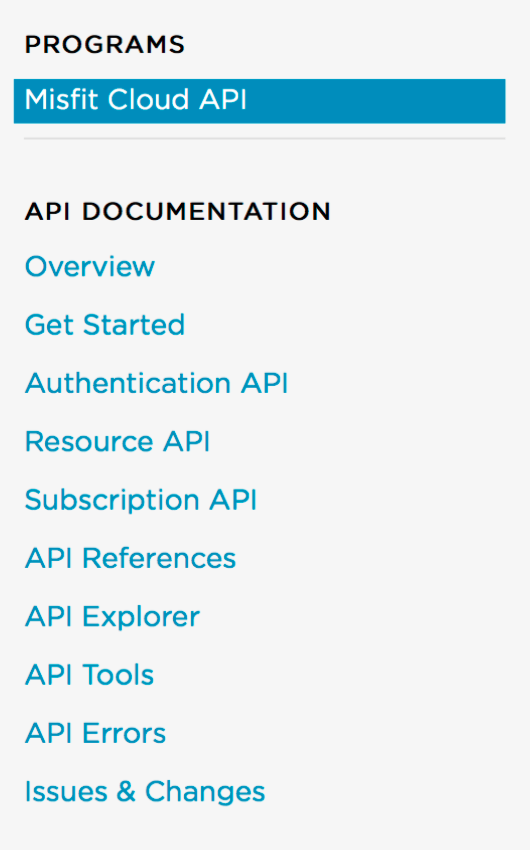 PROGRAMS
Misfit Cloud API
API DOCUMENTATION
Overview
Get Started
Authentication API
Resource API
Subscription API
API References
API Explorer
API Tools
API Errors
Issues & Changes